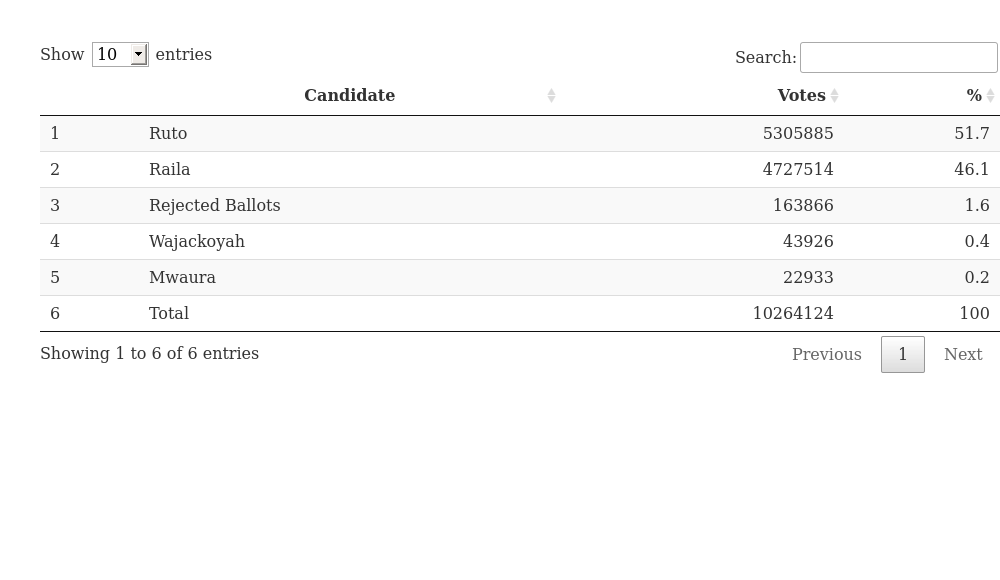 Show 10 entries
Search:
Candidate Votes %
1 Ruto 5305885 51.7
2 Raila 4727514 46.1
3 Rejected Ballots 163866 1.6
4 Wajackoyah 43926 0.4
5 Mwaura 22933 0.2
6 Total 10264124 100
Showing 1 to 6 of 6 entries
Previous 1 Next